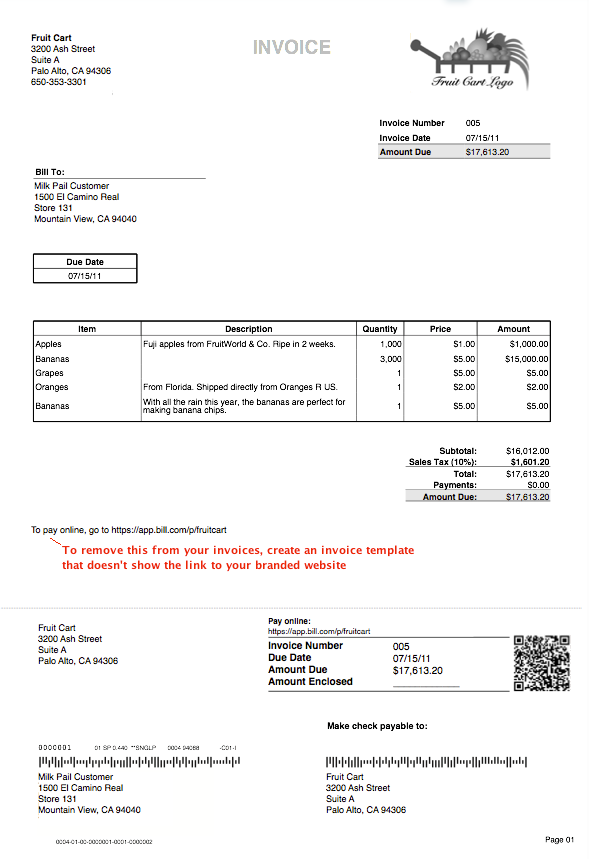 Fruit Cart
3200 Ash Street
Suite A
Palo Alto, CA 94306
650-353-3301
INVOICE
Fruit Cart Logo
Invoice Number 005
Invoice Date 07/15/11
Amount Due $17,613.20
Bill To:
Milk Pail Customer
1500 El Camino Real
Store 131
Mountain View, CA 94040
Due Date
07/15/11
Item Description Quantity Price Amount
Apples Fuji apples from FruitWorld & Co. Ripe in 2 weeks. 1,000 $1.00 $1,000.00
Bananas 3,000 $5.00 $15,000.00
Grapes 1 $5.00 $5.00
Oranges From Florida. Shipped directly from Oranges R US. 1 $2.00 $2.00
Bananas With all the rain this year, the bananas are perfect for 1 $5.00 $5.00
making banana chips.
Subtotal: $16,012.00
Sales Tax (10%): $1,601.20
Total: $17,613.20
Payments: $0.00
Amount Due: $17,613.20
To pay online, go to https://app.bill.com/p/fruitcart
To remove this from your invoices, create an invoice template
that doesn't show the link to your branded website
Fruit Cart
3200 Ash Street
Suite A
Palo Alto, CA 94306
Pay online:
https://app.bill.com/p/fruitcart
Invoice Number 005
Due Date 07/15/11
Amount Due $17,613.20
Amount Enclosed
Make check payable to:
0000001 01 SP 0.440 **SNGLP 0004 94088 -C01-I
Milk Pail Customer
1500 El Camino Real
Store 131
Mountain View, CA 94040
Fruit Cart
3200 Ash Street
Suite A
Palo Alto, CA 94306
0004-01-00-0000001-0001-0000002
Page 01